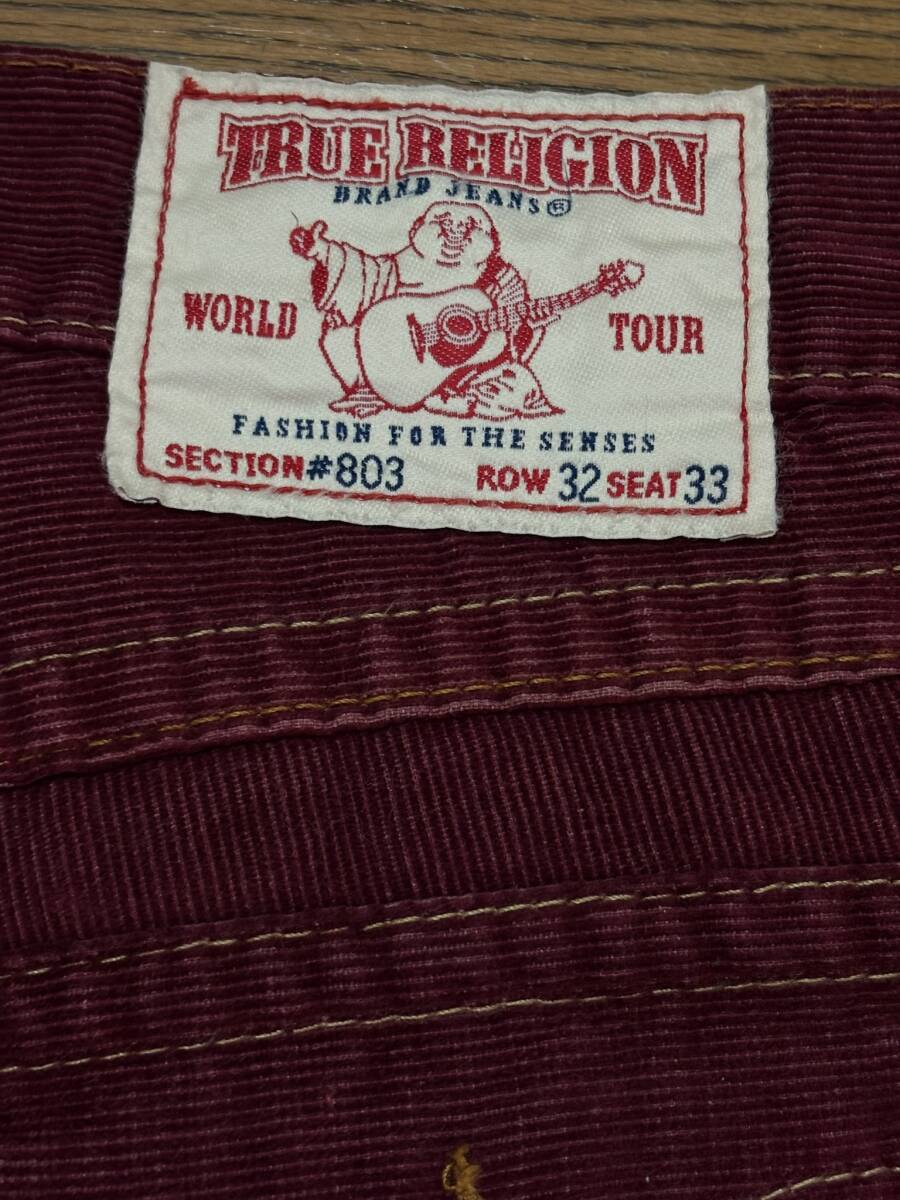 TRUE RELIGION
BRAND JEANS®
WORLD TOUR
FASHION FOR THE SENSES
SECTION#803 ROW 32 SEAT 33